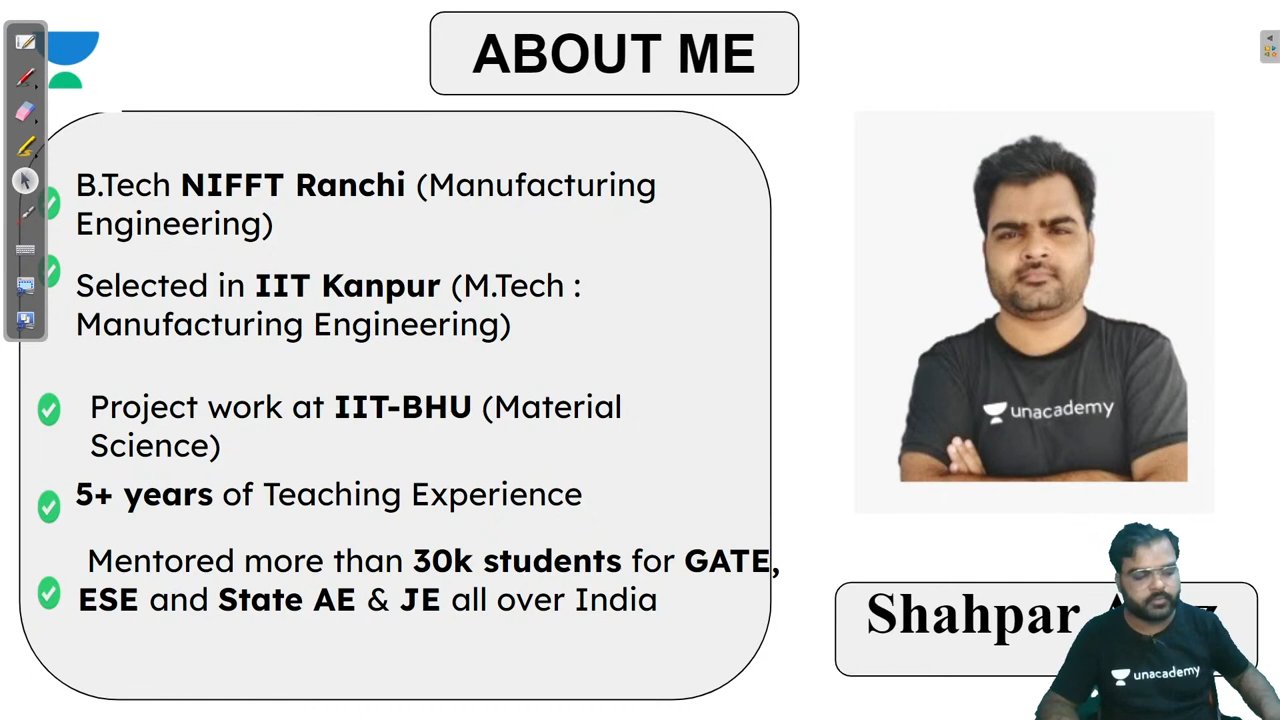 ABOUT ME
B.Tech NIFFT Ranchi (Manufacturing
Engineering)
Selected in IIT Kanpur (M.Tech :
Manufacturing Engineering)
Project work at IIT-BHU (Material
Science)
5+ years of Teaching Experience
Mentored more than 30k students for GATE,
ESE and State AE & JE all over India
unacademy
Shahpar
unacademy